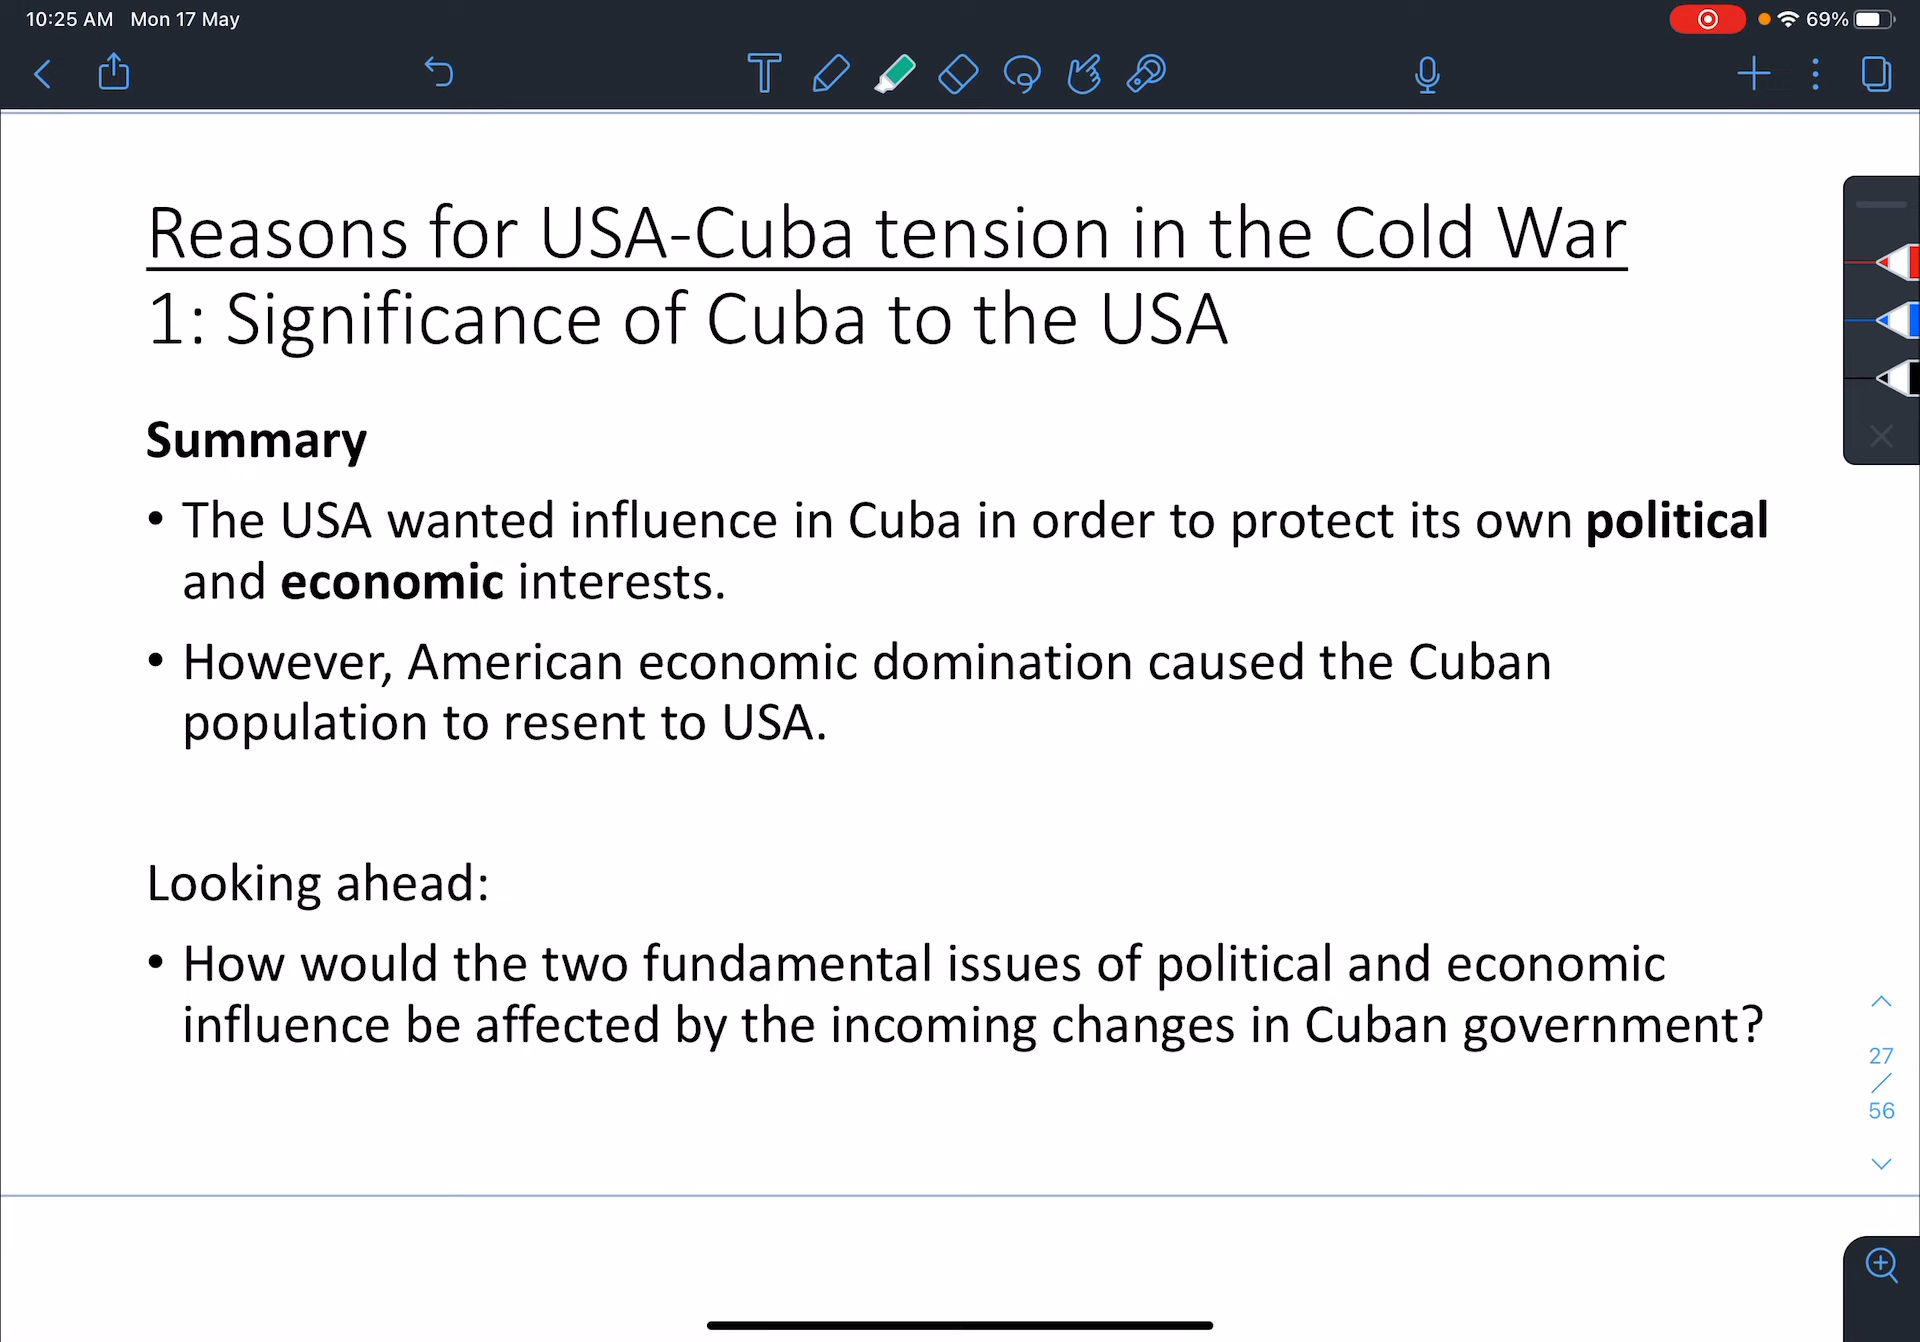 10:25 AM Mon 17 May
69%
Reasons for USA-Cuba tension in the Cold War
1: Significance of Cuba to the USA
Summary
• The USA wanted influence in Cuba in order to protect its own political
and economic interests.
• However, American economic domination caused the Cuban
population to resent to USA.
Looking ahead:
• How would the two fundamental issues of political and economic
influence be affected by the incoming changes in Cuban government?
27
/
56